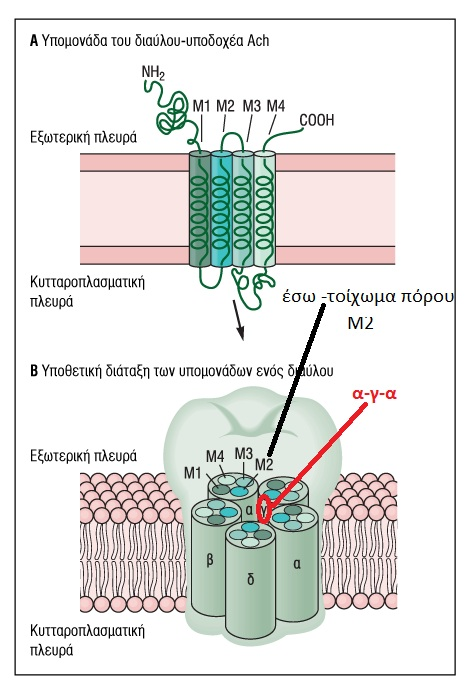 A Υπομονάδα του διαύλου-υποδοχέα Ach
NH2
M1 M2 M3 M4
COOH
Εξωτερική πλευρά
Κυτταροπλασματική
πλευρά
έσω -τοίχωμα πόρου
M2
B Υποθετική διάταξη των υπομονάδων ενός διαύλου
α-γ-α
Εξωτερική πλευρά
M4 M3
M1 M2
α γ
β δ α
Κυτταροπλασματική
πλευρά